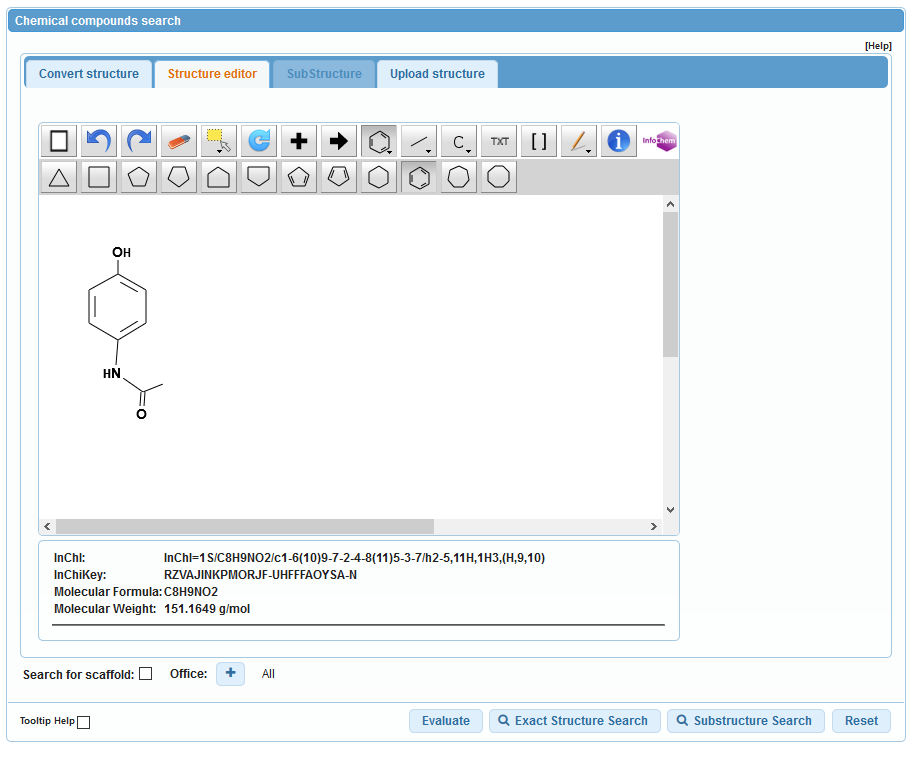 Chemical compounds search
[Help]
Convert structure Structure editor SubStructure Upload structure
C TXT [ ] i InfoChem
OH
HN
O
InChI: InChI=1S/C8H9NO2/c1-6(10)9-7-2-4-8(11)5-3-7/h2-5,11H,1H3,(H,9,10)
InChiKey: RZVAJINKPMORJF-UHFFFAOYSA-N
Molecular Formula: C8H9NO2
Molecular Weight: 151.1649 g/mol
Search for scaffold: Office: + All
Tooltip Help Evaluate Exact Structure Search Substructure Search Reset